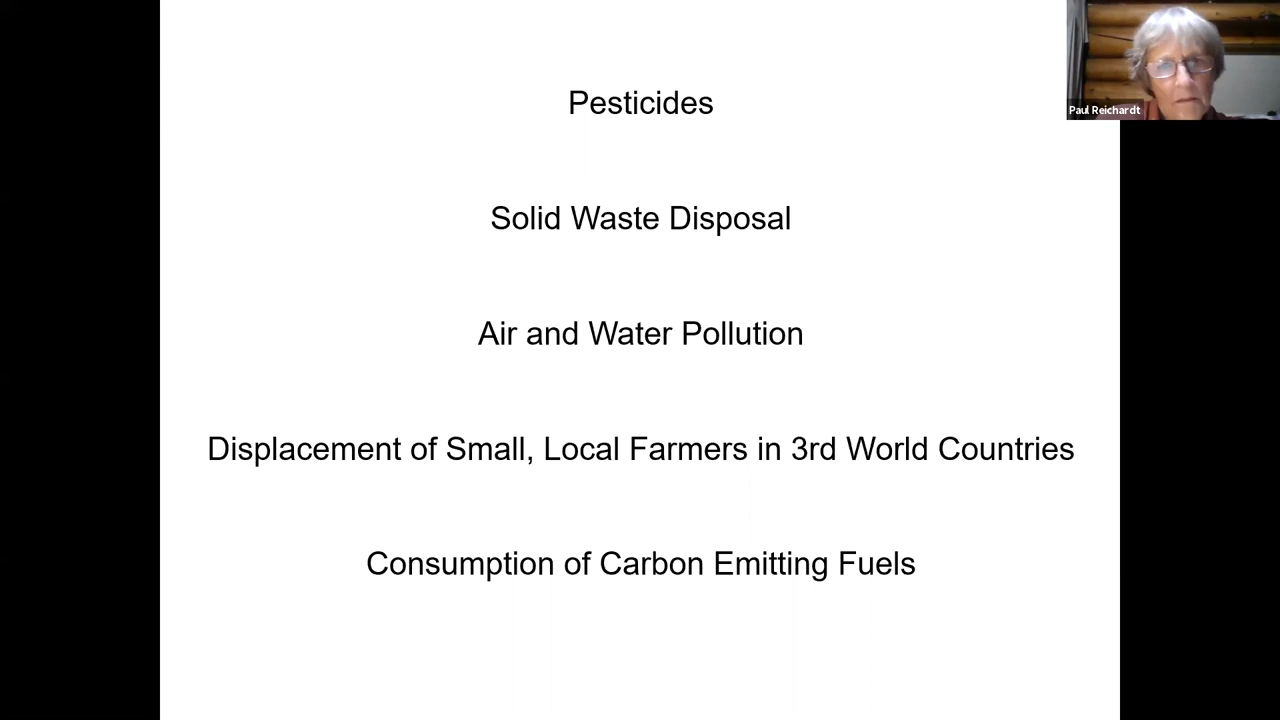 Pesticides
Paul Reichardt
Solid Waste Disposal
Air and Water Pollution
Displacement of Small, Local Farmers in 3rd World Countries
Consumption of Carbon Emitting Fuels